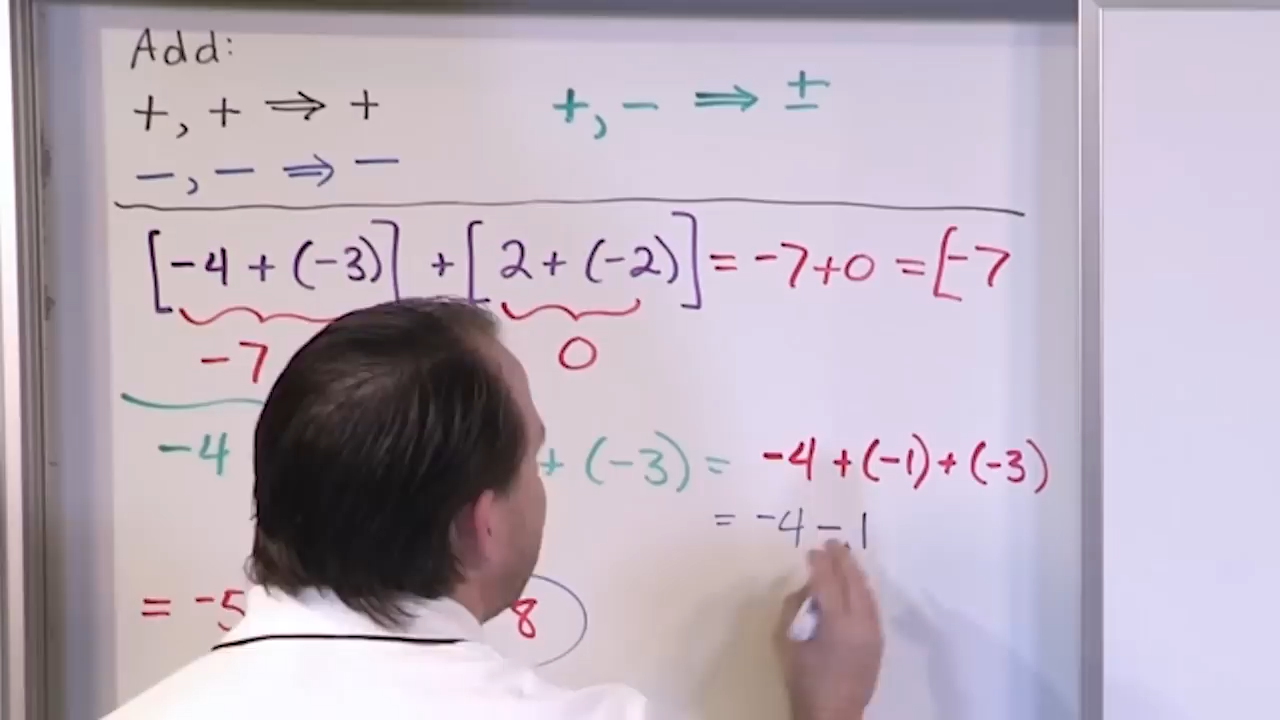 Add:
+, + ⇒ + +, - ⇒ ±
-, - ⇒ -
[-4 + (-3)] + [2 + (-2)] = -7+0 = [-7
-7 0
-4 + (-3) = -4 + (-1) + (-3)
= -4 - 1
= -5 8